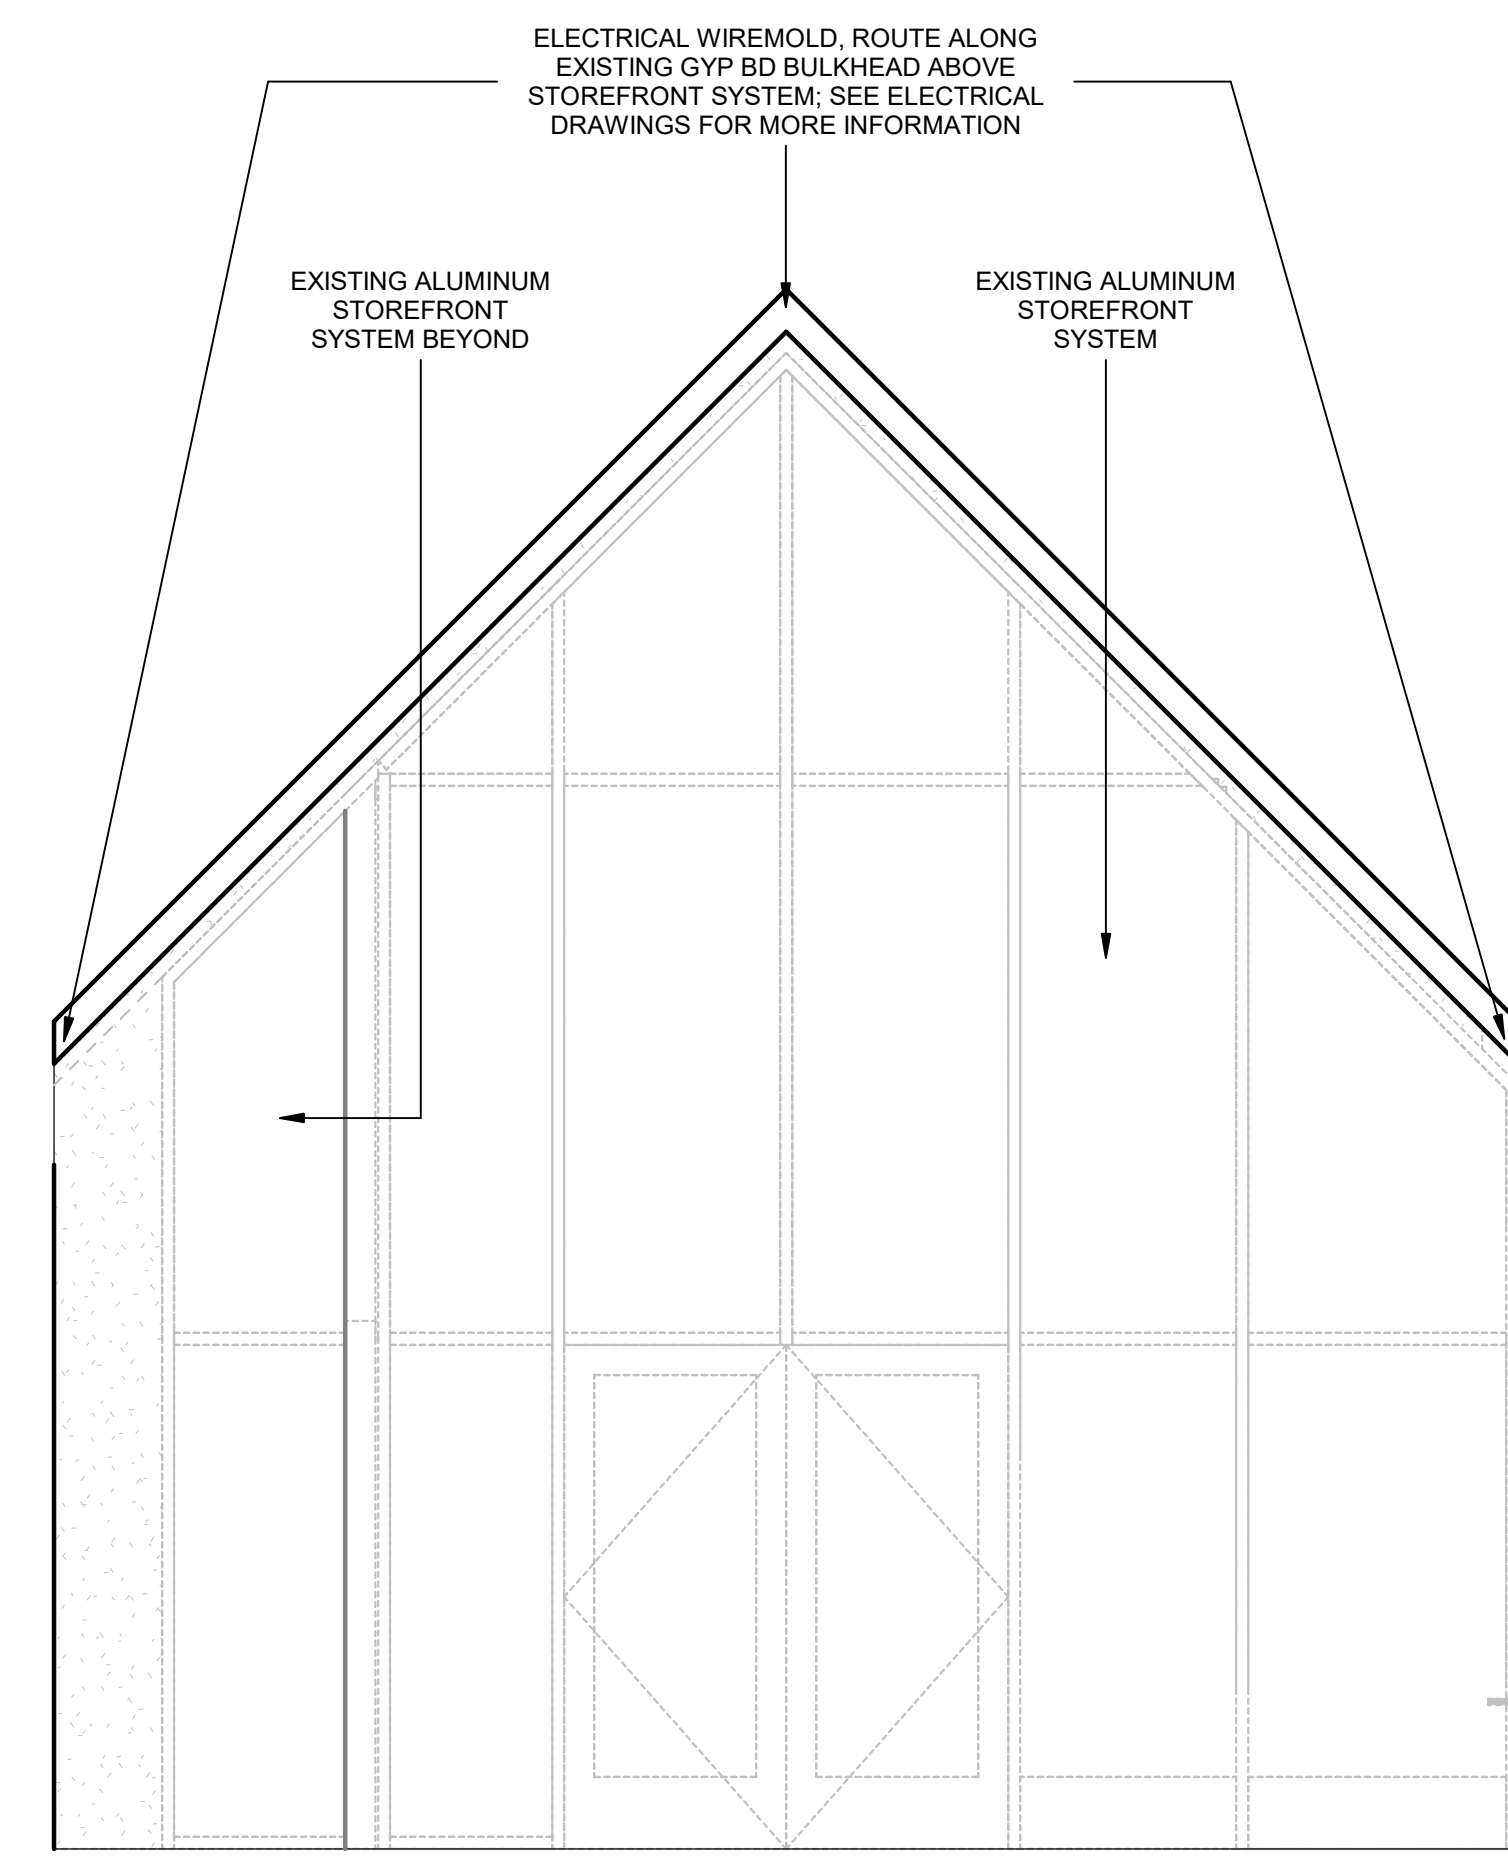 ELECTRICAL WIREMOLD, ROUTE ALONG
EXISTING GYP BD BULKHEAD ABOVE
STOREFRONT SYSTEM; SEE ELECTRICAL
DRAWINGS FOR MORE INFORMATION
EXISTING ALUMINUM
STOREFRONT
SYSTEM BEYOND
EXISTING ALUMINUM
STOREFRONT
SYSTEM